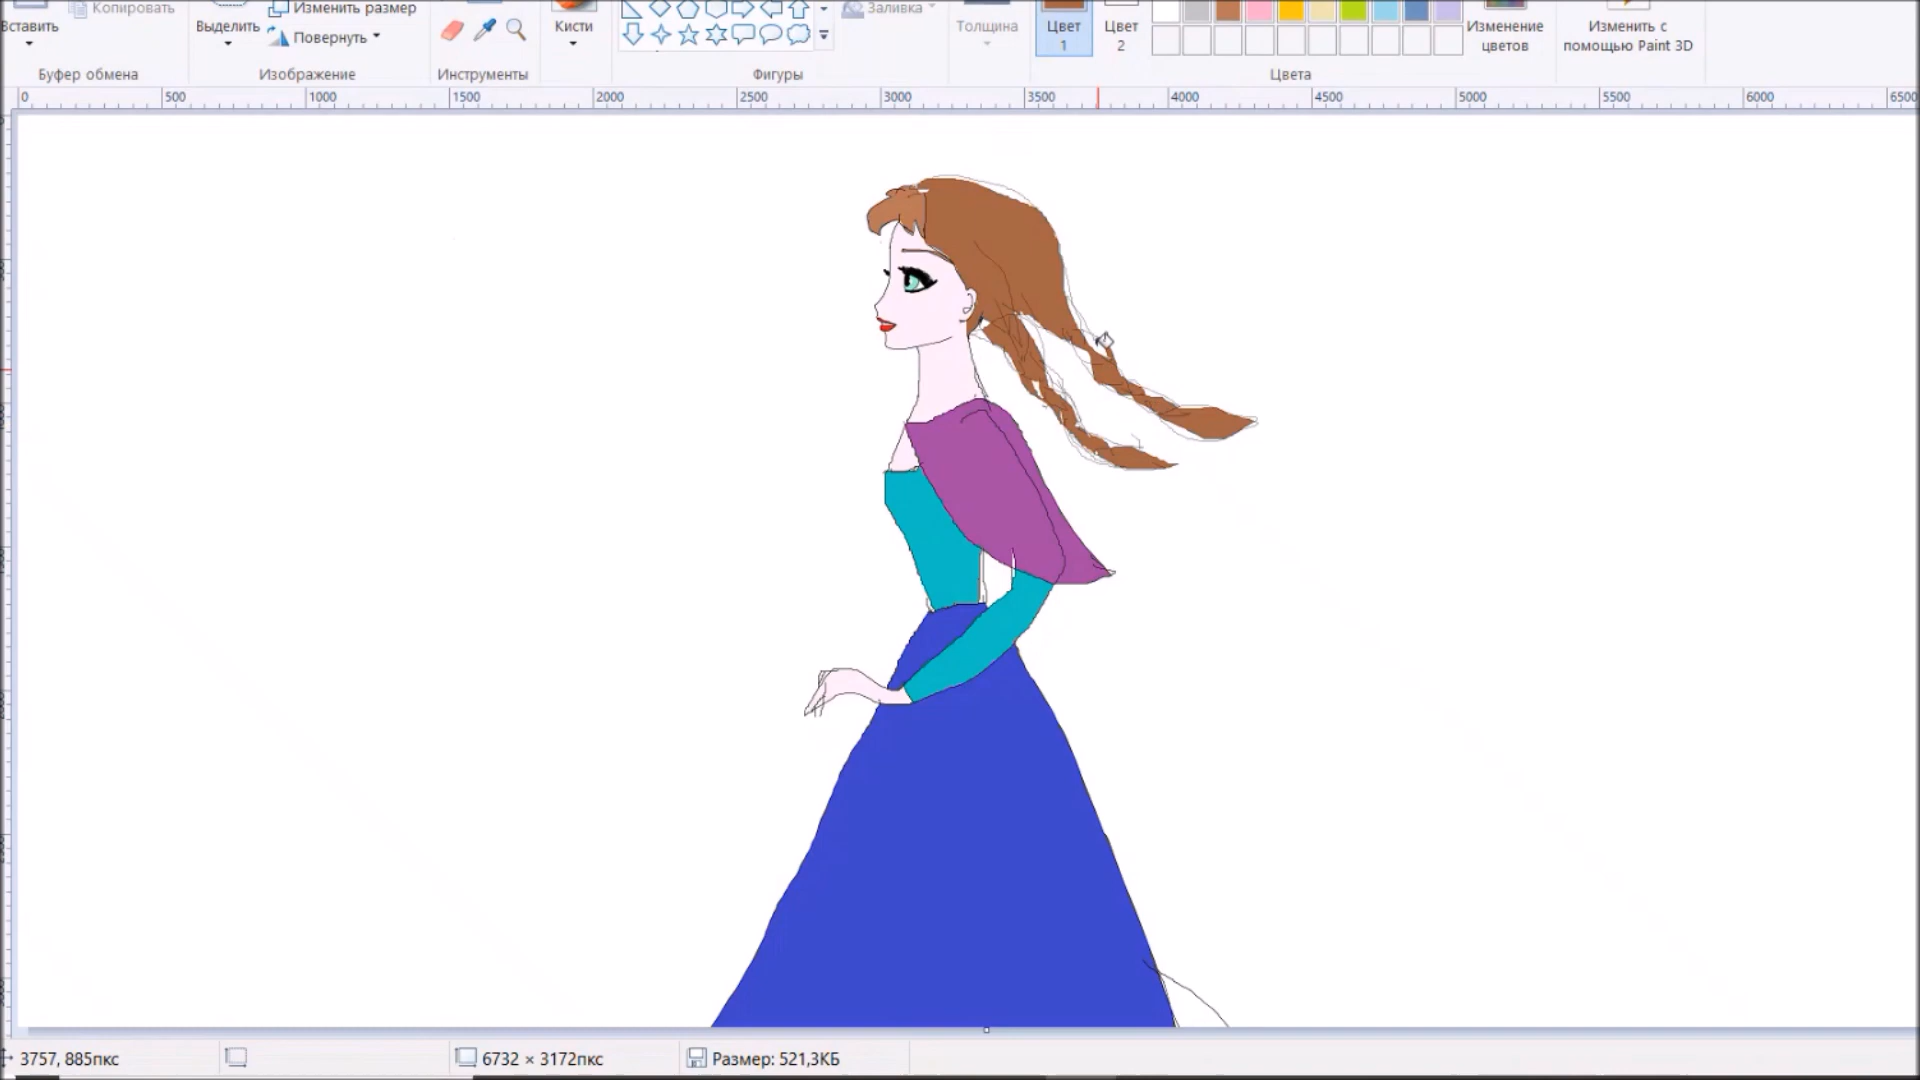 Вставить
Копировать
Выделить
Изменить размер
Повернуть
Кисти
Заливка
Толщина
Цвет
1
Цвет
2
Изменение
цветов
Изменить с
помощью Paint 3D
Буфер обмена
Изображение
Инструменты
Фигуры
Цвета
0 500 1000 1500 2000 2500 3000 3500 4000 4500 5000 5500 6000 6500
3757, 885пкс
6732 × 3172пкс
Размер: 521,3КБ